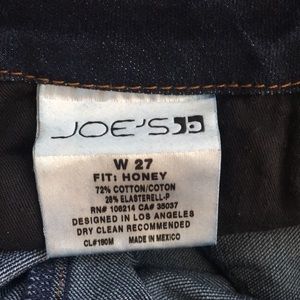 JOE'S
W 27
FIT: HONEY
72% COTTON/COTON
28% ELASTERELL-P
RN# 106214 CA# 35037
DESIGNED IN LOS ANGELES
DRY CLEAN RECOMMENDED
CL#180M MADE IN MEXICO